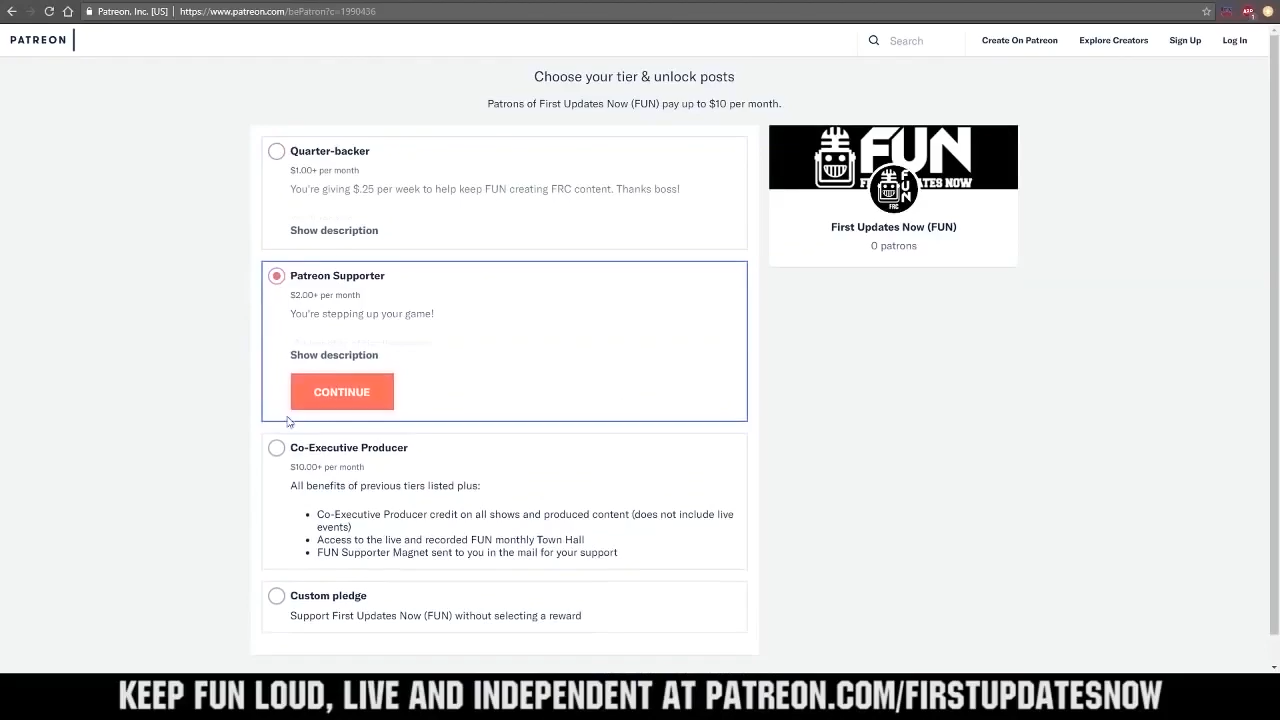 Patreon, Inc. [US] | https://www.patreon.com/bePatron?c=1990436
PATREON
Search
Create On Patreon
Explore Creators
Sign Up
Log In
Choose your tier & unlock posts
Patrons of First Updates Now (FUN) pay up to $10 per month.
Quarter-backer
$1.00+ per month
You're giving $.25 per week to help keep FUN creating FRC content. Thanks boss!
Show description
Patreon Supporter
$2.00+ per month
You're stepping up your game!
Show description
CONTINUE
Co-Executive Producer
$10.00+ per month
All benefits of previous tiers listed plus:
• Co-Executive Producer credit on all shows and produced content (does not include live
events)
• Access to the live and recorded FUN monthly Town Hall
• FUN Supporter Magnet sent to you in the mail for your support
Custom pledge
Support First Updates Now (FUN) without selecting a reward
FUN
FUN
FRC
First Updates Now (FUN)
0 patrons
KEEP FUN LOUD, LIVE AND INDEPENDENT AT PATREON.COM/FIRSTUPDATESNOW